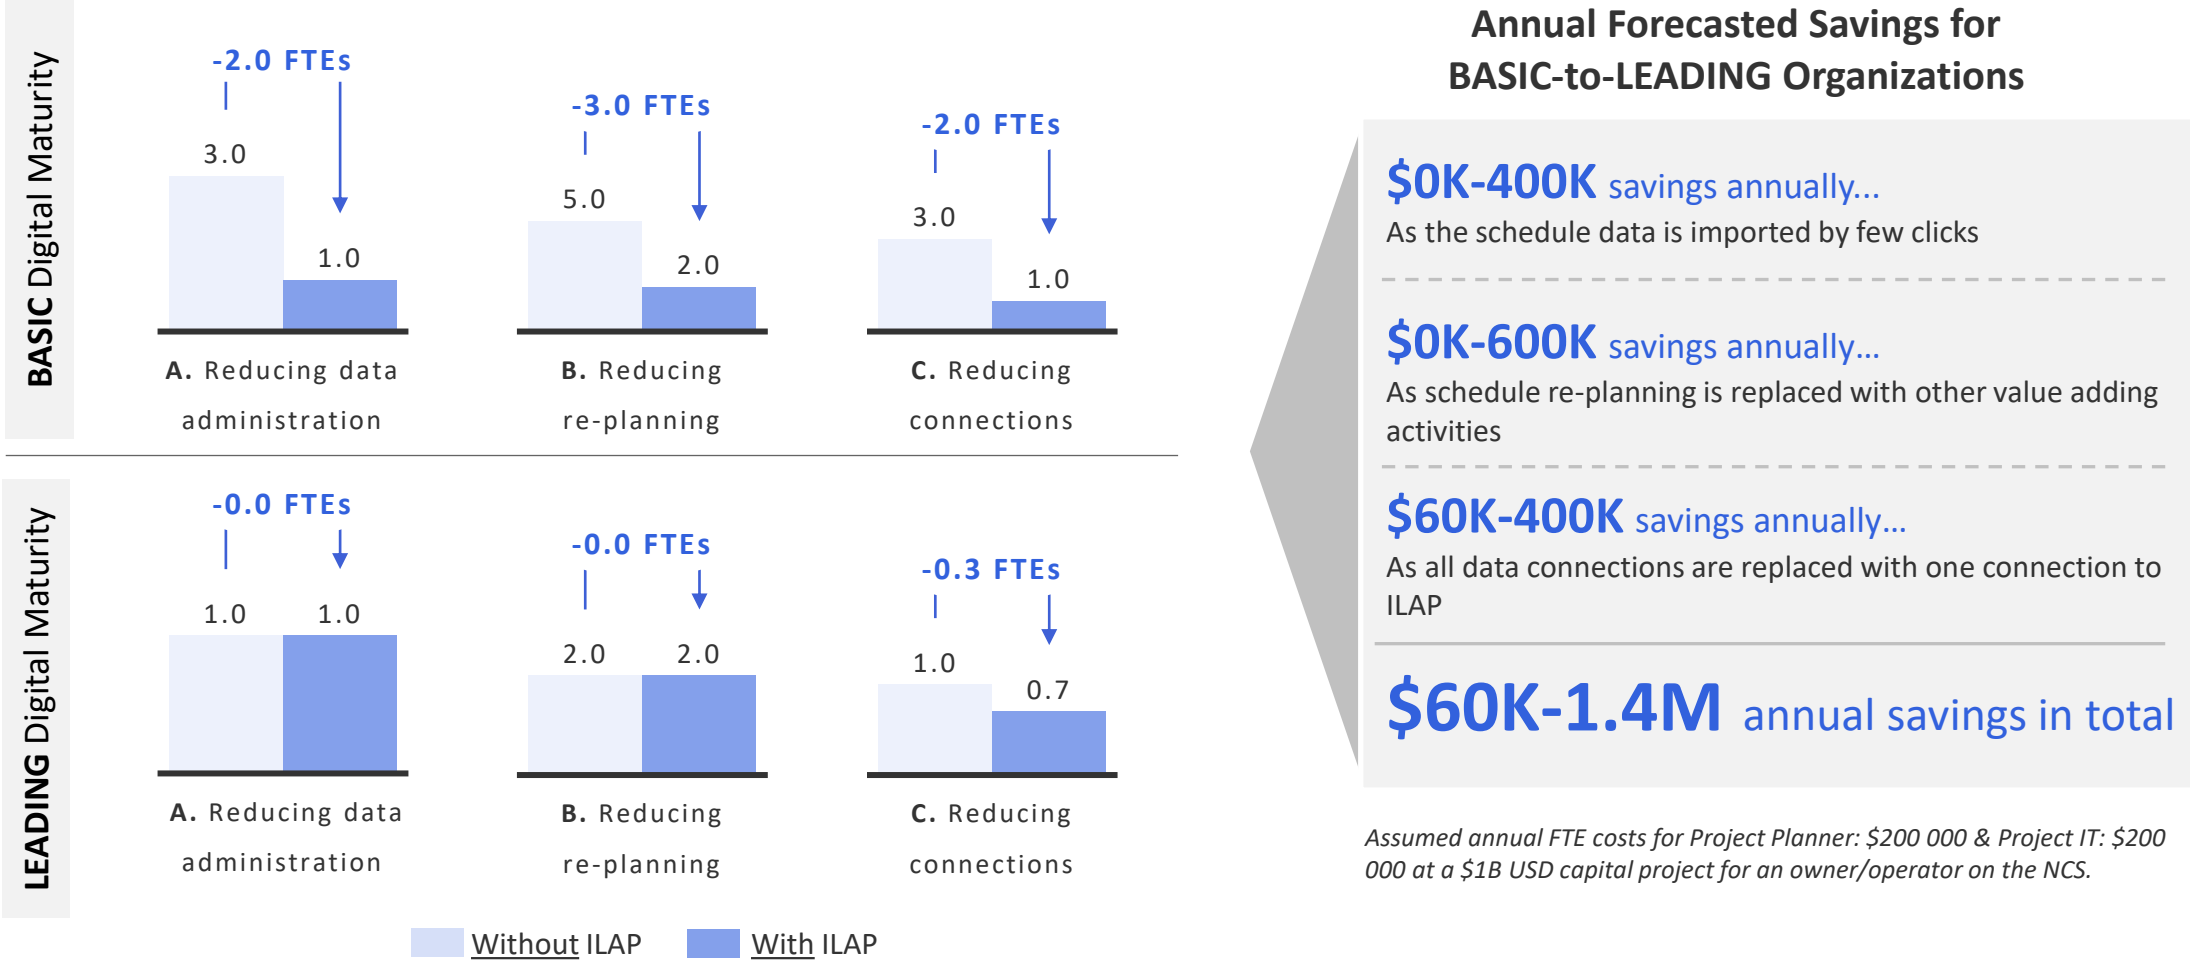 BASIC Digital Maturity
-2.0 FTEs
3.0
1.0
A. Reducing data
administration
-3.0 FTEs
5.0
2.0
B. Reducing
re-planning
-2.0 FTEs
3.0
1.0
C. Reducing
connections
LEADING Digital Maturity
-0.0 FTEs
1.0
1.0
A. Reducing data
administration
-0.0 FTEs
2.0
2.0
B. Reducing
re-planning
-0.3 FTEs
1.0
0.7
C. Reducing
connections
Without ILAP
With ILAP
Annual Forecasted Savings for
BASIC-to-LEADING Organizations
$0K-400K savings annually...
As the schedule data is imported by few clicks
$0K-600K savings annually...
As schedule re-planning is replaced with other value adding
activities
$60K-400K savings annually...
As all data connections are replaced with one connection to
ILAP
$60K-1.4M annual savings in total
Assumed annual FTE costs for Project Planner: $200 000 & Project IT: $200
000 at a $1B USD capital project for an owner/operator on the NCS.